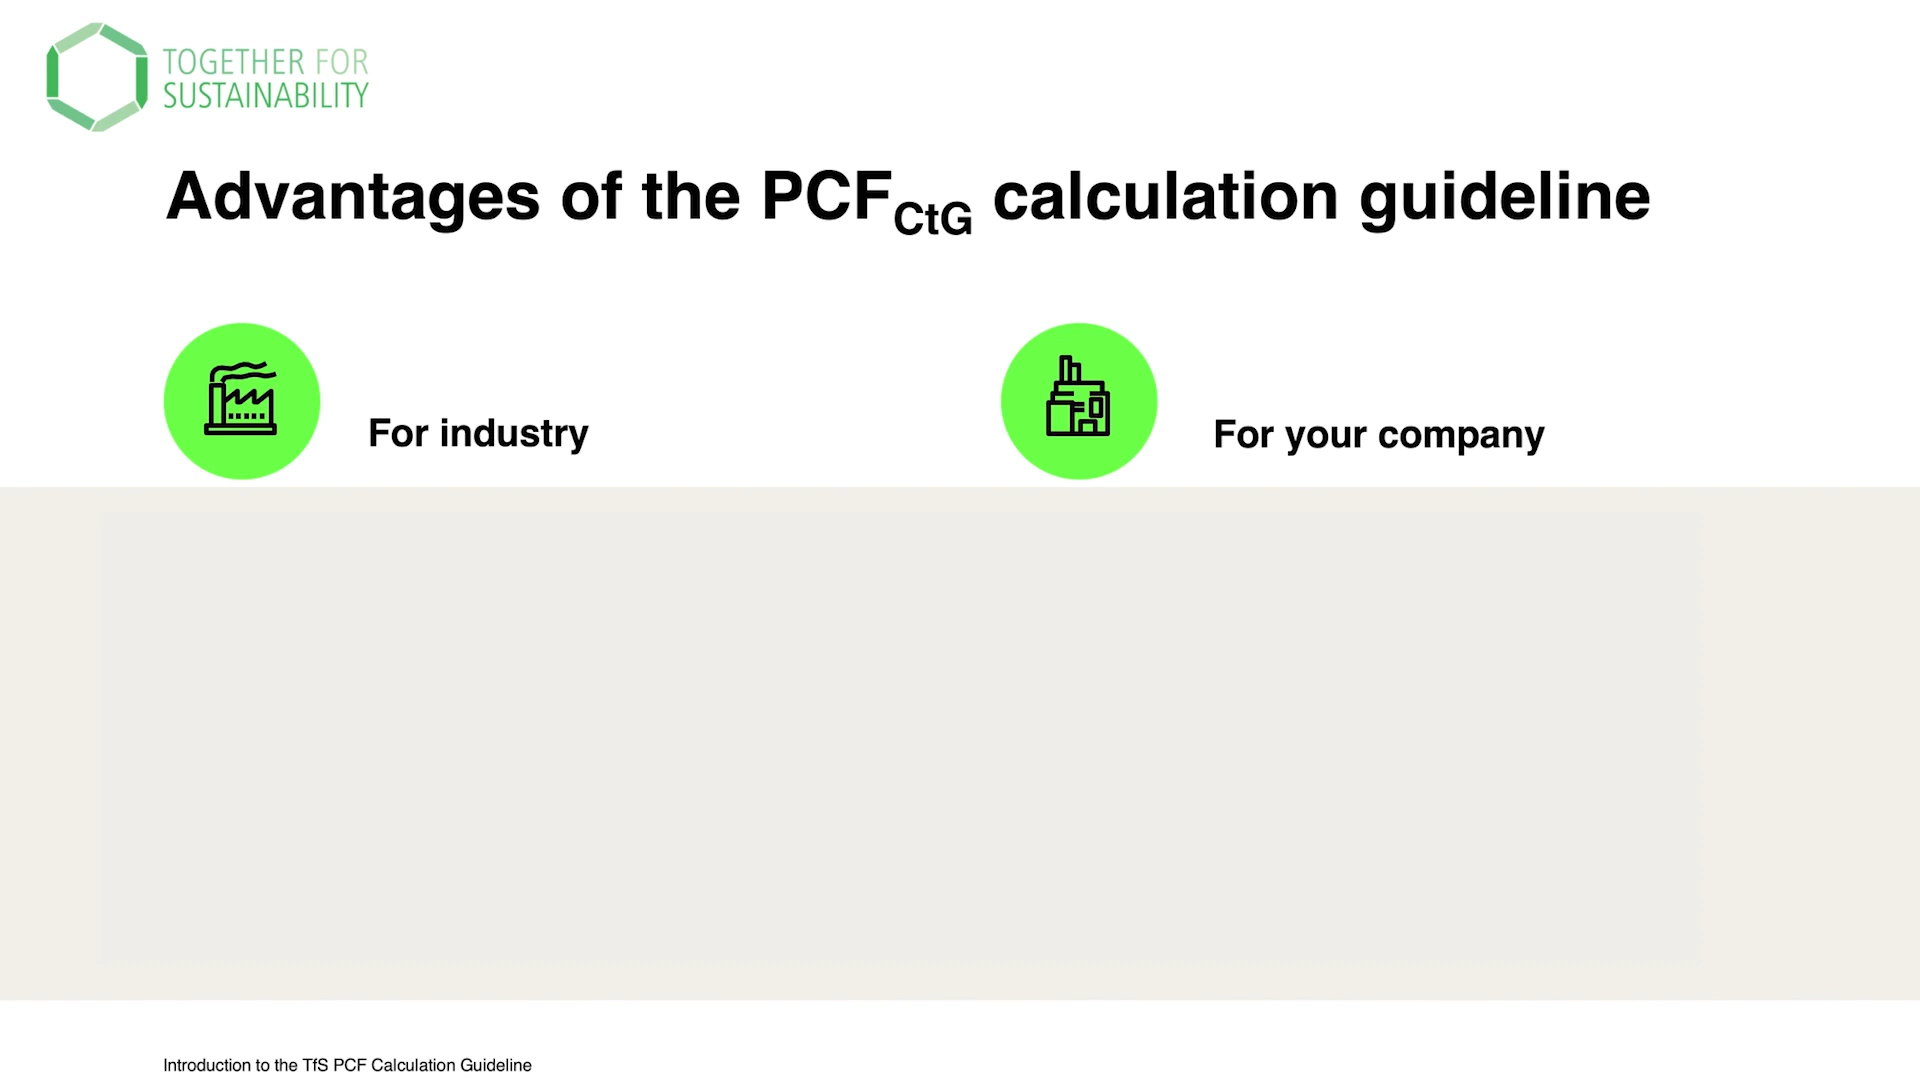 TOGETHER FOR
SUSTAINABILITY
Advantages of the PCFCtG calculation guideline
For industry
For your company
Introduction to the TfS PCF Calculation Guideline